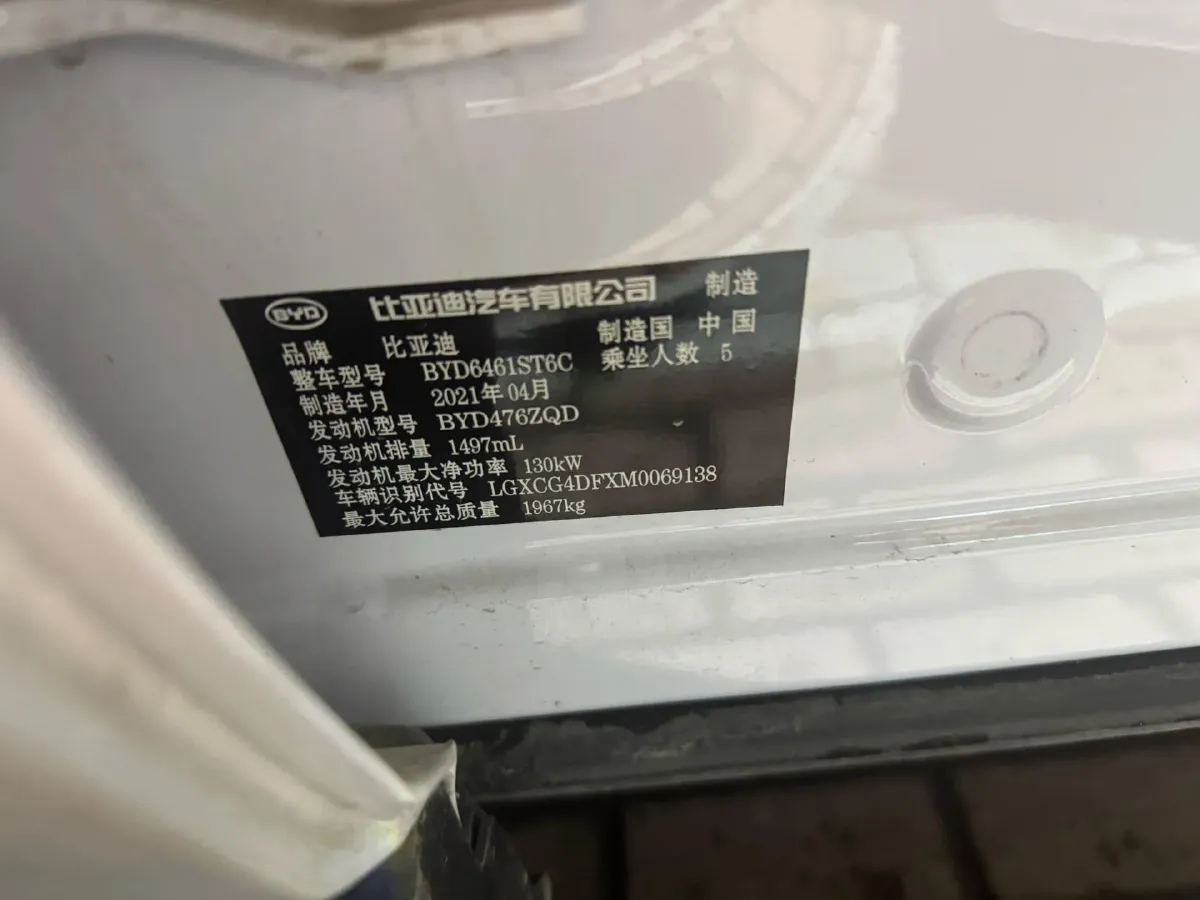 BYD 比亚迪汽车有限公司 制造
品牌 比亚迪 制造国 中国
整车型号 BYD6461ST6C 乘坐人数 5
制造年月 2021年04月
发动机型号 BYD476ZQD
发动机排量 1497mL
发动机最大净功率 130kW
车辆识别代号 LGXCG4DFXM0069138
最大允许总质量 1967kg